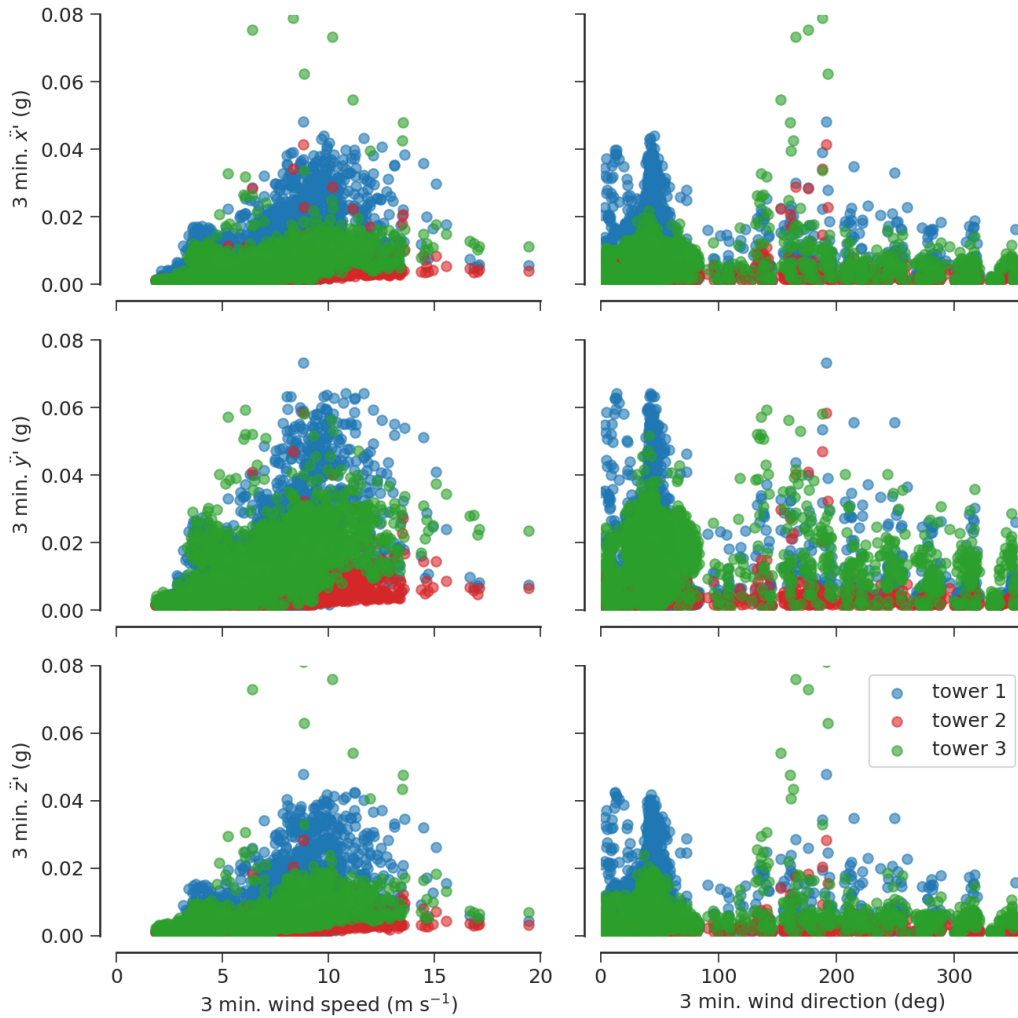 0.08
0.06
0.04
0.02
0.00
3 min. ẍ' (g)
0.08
0.06
0.04
0.02
0.00
3 min. ÿ' (g)
0.08
0.06
0.04
0.02
0.00
3 min. z̈' (g)
tower 1
tower 2
tower 3
0 5 10 15 20
0 100 200 300
3 min. wind speed (m s⁻¹)
3 min. wind direction (deg)